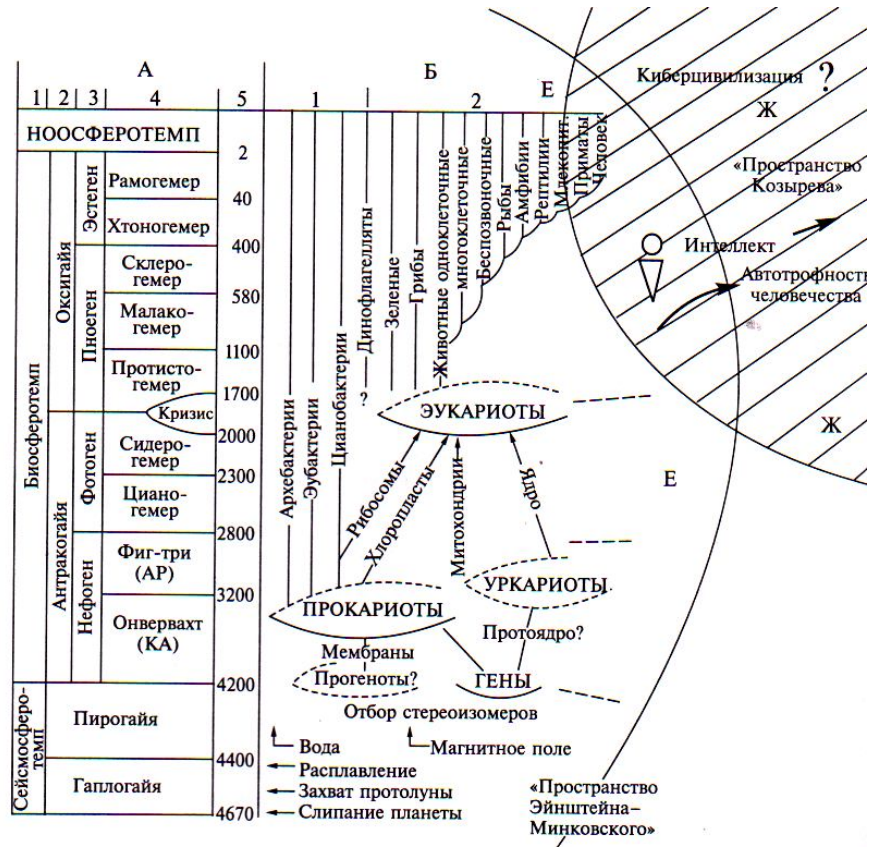 А
Б
1
2
3
4
5
1
2
Е
НООСФЕРОТЕМП
2
Рамогемер
40
Хтоногемер
400
Склеро-
гемер
580
Малако-
гемер
1100
Протисто-
гемер
1700
Кризис
2000
Сидеро-
гемер
2300
Циано-
гемер
2800
Фиг-три
(АР)
3200
Онвервахт
(КА)
4200
Пирогайя
4400
Гаплогайя
4670
Биосферотемп
Сейсмосферо-
темп
Оксигайя
Антракогайя
Эстеген
Пноеген
Фотоген
Нефоген
Архебактерии
Эубактерии
Цианобактерии
? Динофлагелляты
Зеленые
Грибы
Животные одноклеточные
многоклеточные
Беспозвоночные
Рыбы
Амфибии
Рептилии
Млекопит.
Приматы
Человек
ЭУКАРИОТЫ
Рибосомы
Хлоропласты
Митохондрии
Ядро
УРКАРИОТЫ
ПРОКАРИОТЫ
Протоядро?
Мембраны
Прогеноты?
ГЕНЫ
Отбор стереоизомеров
Вода
Магнитное поле
Расплавление
Захват протолуны
Слипание планеты
Киберцивилизация ?
Ж
«Пространство
Козырева»
Интеллект
Автотрофность
человечества
Ж
Е
«Пространство
Эйнштейна–
Минковского»